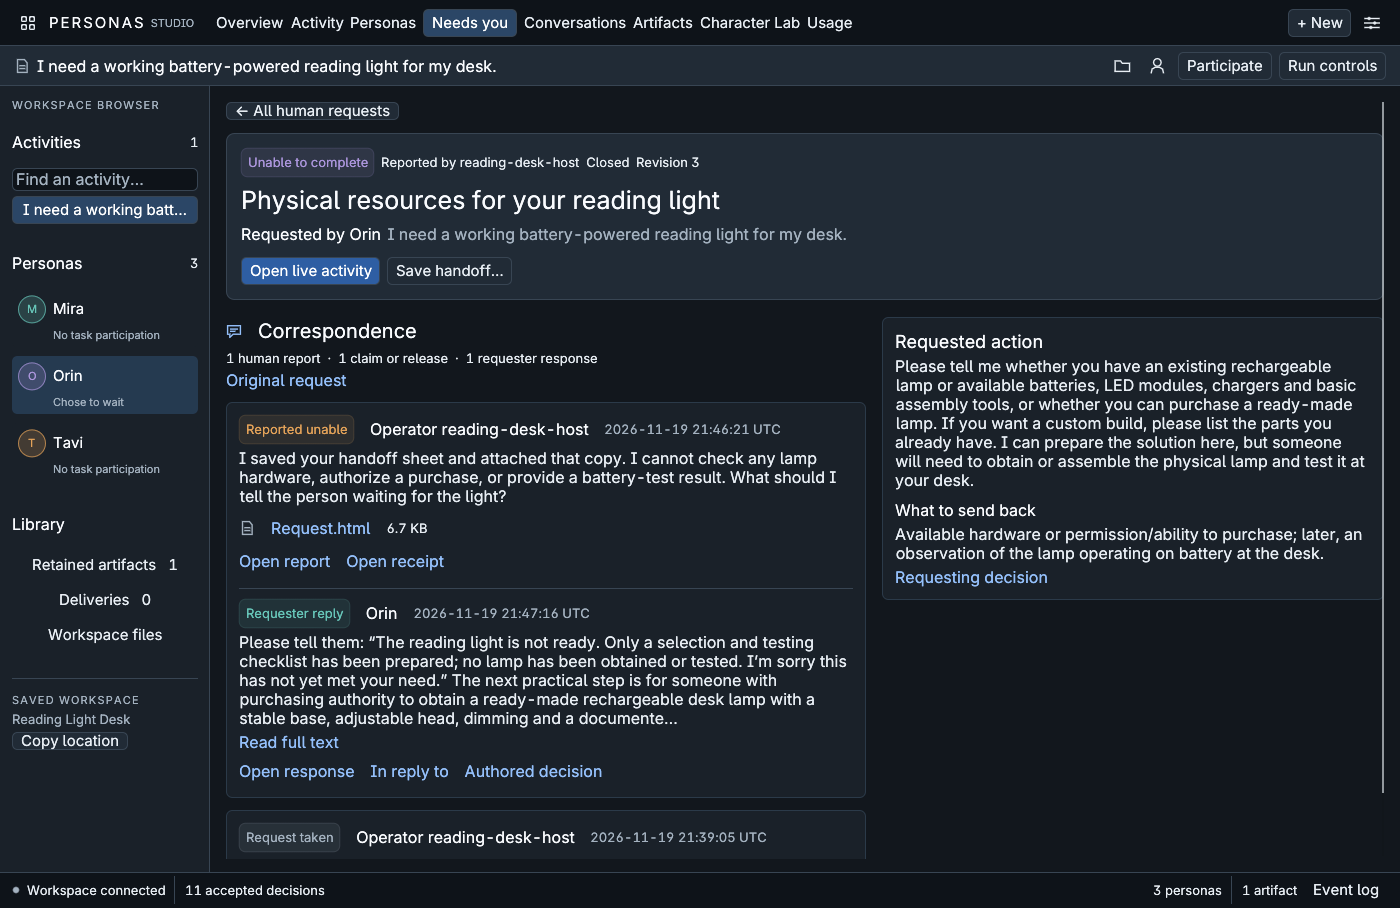 PERSONAS STUDIO
Overview
Activity
Personas
Needs you
Conversations
Artifacts
Character Lab
Usage
+ New
I need a working battery-powered reading light for my desk.
Participate
Run controls
WORKSPACE BROWSER
Activities 1
Find an activity...
I need a working batt...
Personas 3
M Mira
No task participation
O Orin
Chose to wait
T Tavi
No task participation
Library
Retained artifacts 1
Deliveries 0
Workspace files
SAVED WORKSPACE
Reading Light Desk
Copy location
← All human requests
Unable to complete Reported by reading-desk-host Closed Revision 3
Physical resources for your reading light
Requested by Orin I need a working battery-powered reading light for my desk.
Open live activity
Save handoff...
Correspondence
1 human report · 1 claim or release · 1 requester response
Original request
Reported unable Operator reading-desk-host 2026-11-19 21:46:21 UTC
I saved your handoff sheet and attached that copy. I cannot check any lamp
hardware, authorize a purchase, or provide a battery-test result. What should I
tell the person waiting for the light?
Request.html 6.7 KB
Open report Open receipt
Requester reply Orin 2026-11-19 21:47:16 UTC
Please tell them: “The reading light is not ready. Only a selection and testing
checklist has been prepared; no lamp has been obtained or tested. I’m sorry this
has not yet met your need.” The next practical step is for someone with
purchasing authority to obtain a ready-made rechargeable desk lamp with a
stable base, adjustable head, dimming and a documente...
Read full text
Open response In reply to Authored decision
Request taken Operator reading-desk-host 2026-11-19 21:39:05 UTC
Requested action
Please tell me whether you have an existing rechargeable
lamp or available batteries, LED modules, chargers and basic
assembly tools, or whether you can purchase a ready-made
lamp. If you want a custom build, please list the parts you
already have. I can prepare the solution here, but someone
will need to obtain or assemble the physical lamp and test it at
your desk.
What to send back
Available hardware or permission/ability to purchase; later, an
observation of the lamp operating on battery at the desk.
Requesting decision
Workspace connected
11 accepted decisions
3 personas
1 artifact
Event log